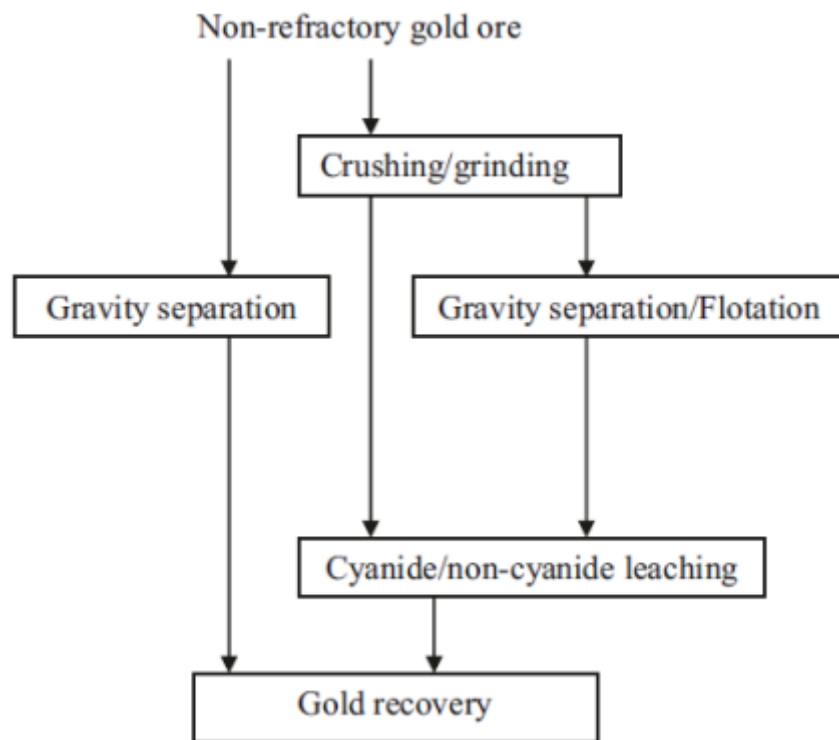 Non-refractory gold ore
Crushing/grinding
Gravity separation
Gravity separation/Flotation
Cyanide/non-cyanide leaching
Gold recovery